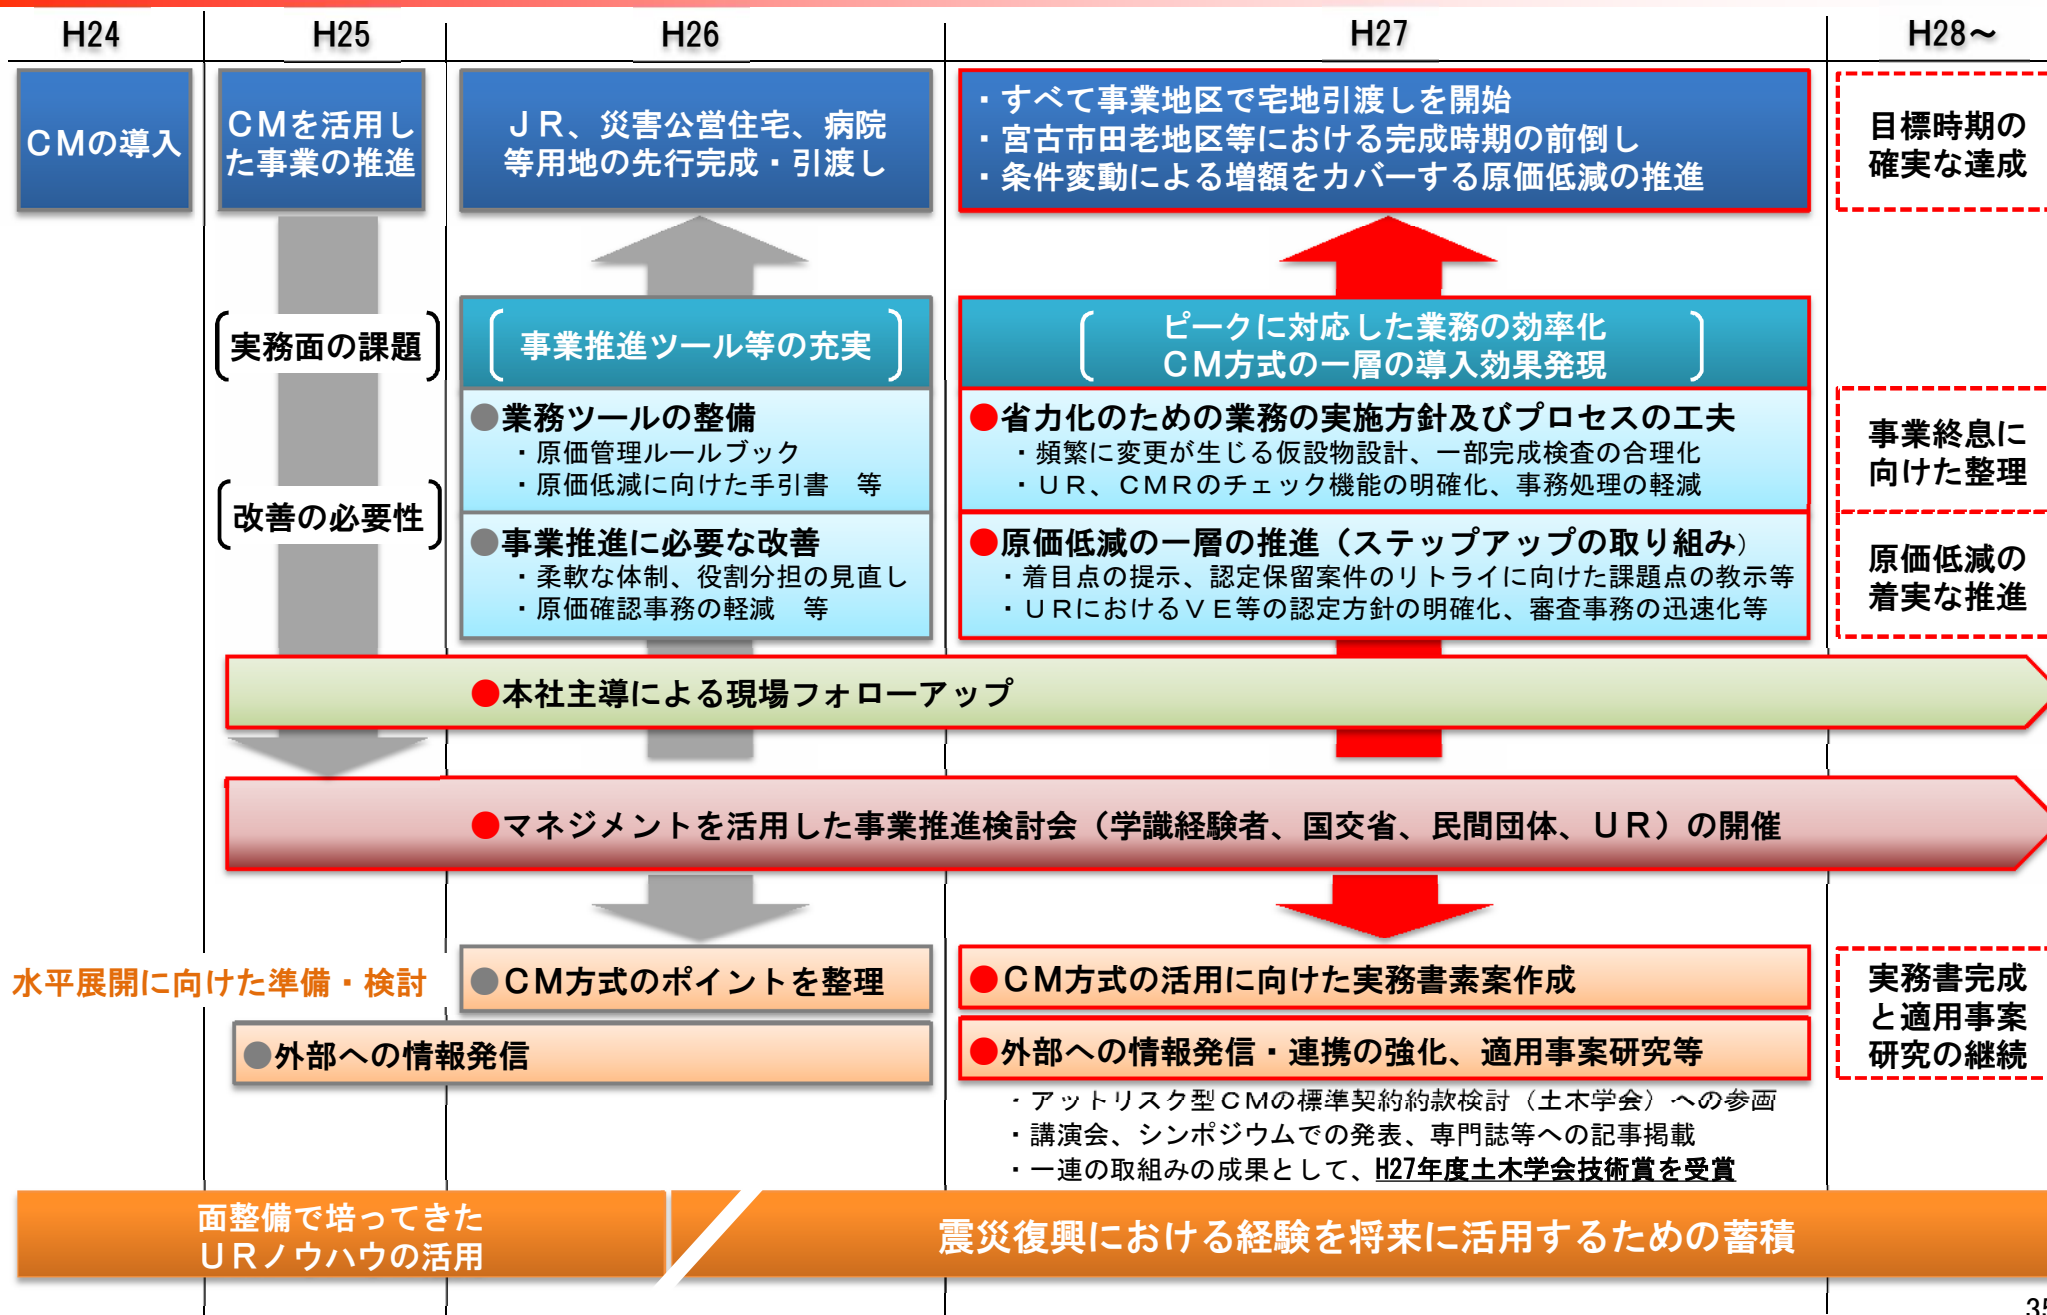 H24
H25
H26
H27
H28～
ＣＭの導入
ＣＭを活用し
た事業の推進
ＪＲ、災害公営住宅、病院
等用地の先行完成・引渡し
・すべて事業地区で宅地引渡しを開始
・宮古市田老地区等における完成時期の前倒し
・条件変動による増額をカバーする原価低減の推進
目標時期の
確実な達成
実務面の課題
改善の必要性
事業推進ツール等の充実
●業務ツールの整備
・原価管理ルールブック
・原価低減に向けた手引書　等
●事業推進に必要な改善
・柔軟な体制、役割分担の見直し
・原価確認事務の軽減　等
ピークに対応した業務の効率化
ＣＭ方式の一層の導入効果発現
●省力化のための業務の実施方針及びプロセスの工夫
・頻繁に変更が生じる仮設物設計、一部完成検査の合理化
・ＵＲ、ＣＭＲのチェック機能の明確化、事務処理の軽減
●原価低減の一層の推進（ステップアップの取り組み）
・着目点の提示、認定保留案件のリトライに向けた課題点の教示等
・ＵＲにおけるＶＥ等の認定方針の明確化、審査事務の迅速化等
事業終息に
向けた整理
原価低減の
着実な推進
●本社主導による現場フォローアップ
●マネジメントを活用した事業推進検討会（学識経験者、国交省、民間団体、ＵＲ）の開催
水平展開に向けた準備・検討
●ＣＭ方式のポイントを整理
●外部への情報発信
●ＣＭ方式の活用に向けた実務書素案作成
●外部への情報発信・連携の強化、適用事案研究等
・アットリスク型ＣＭの標準契約約款検討（土木学会）への参画
・講演会、シンポジウムでの発表、専門誌等への記事掲載
・一連の取組みの成果として、H27年度土木学会技術賞を受賞
実務書完成
と適用事案
研究の継続
面整備で培ってきた
ＵＲノウハウの活用
震災復興における経験を将来に活用するための蓄積
35